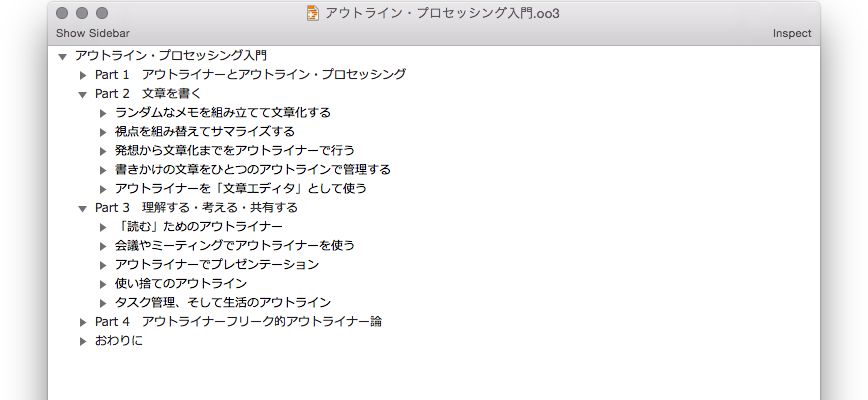 アウトライン・プロセッシング入門.oo3
Show Sidebar Inspect
アウトライン・プロセッシング入門
Part 1　アウトライナーとアウトライン・プロセッシング
Part 2　文章を書く
ランダムなメモを組み立てて文章化する
視点を組み替えてサマライズする
発想から文章化までをアウトライナーで行う
書きかけの文章をひとつのアウトラインで管理する
アウトライナーを「文章エディタ」として使う
Part 3　理解する・考える・共有する
「読む」ためのアウトライナー
会議やミーティングでアウトライナーを使う
アウトライナーでプレゼンテーション
使い捨てのアウトライン
タスク管理、そして生活のアウトライン
Part 4　アウトライナーフリーク的アウトライナー論
おわりに